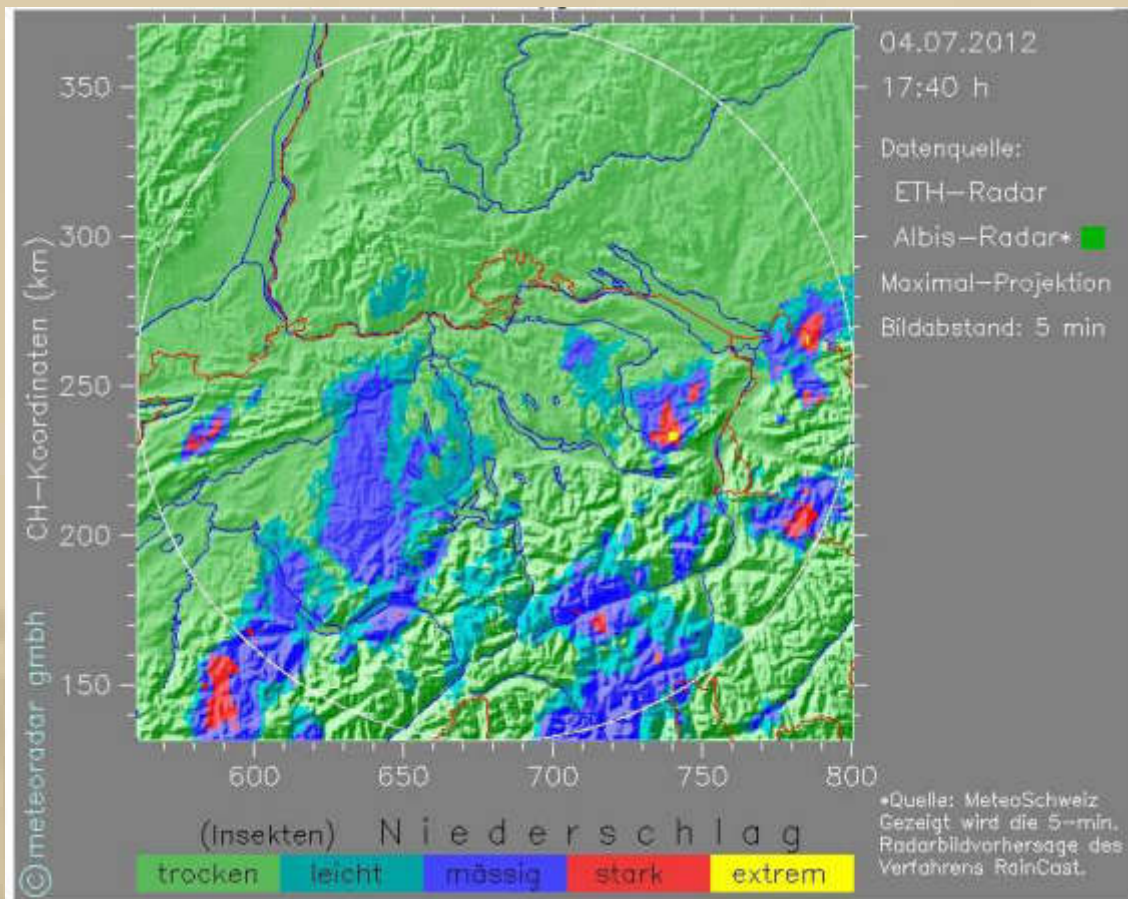 04.07.2012
17:40 h
Datenquelle:
ETH-Radar
Albis-Radar*
Maximal-Projektion
Bildabstand: 5 min
CH-Koordinaten (km)
© meteoradar gmbh
350
300
250
200
150
600
650
700
750
800
(Insekten) Niederschlag
trocken leicht mässig stark extrem
*Quelle: MeteoSchweiz
Gezeigt wird die 5-min.
Radarbildvorhersage des
Verfahrens RainCast.